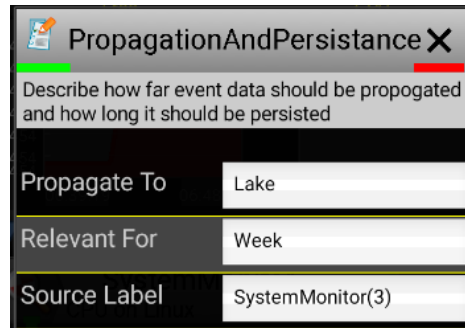 PropagationAndPersistance
Describe how far event data should be propogated
and how long it should be persisted
Propagate To
Lake
Relevant For
Week
Source Label
SystemMonitor(3)